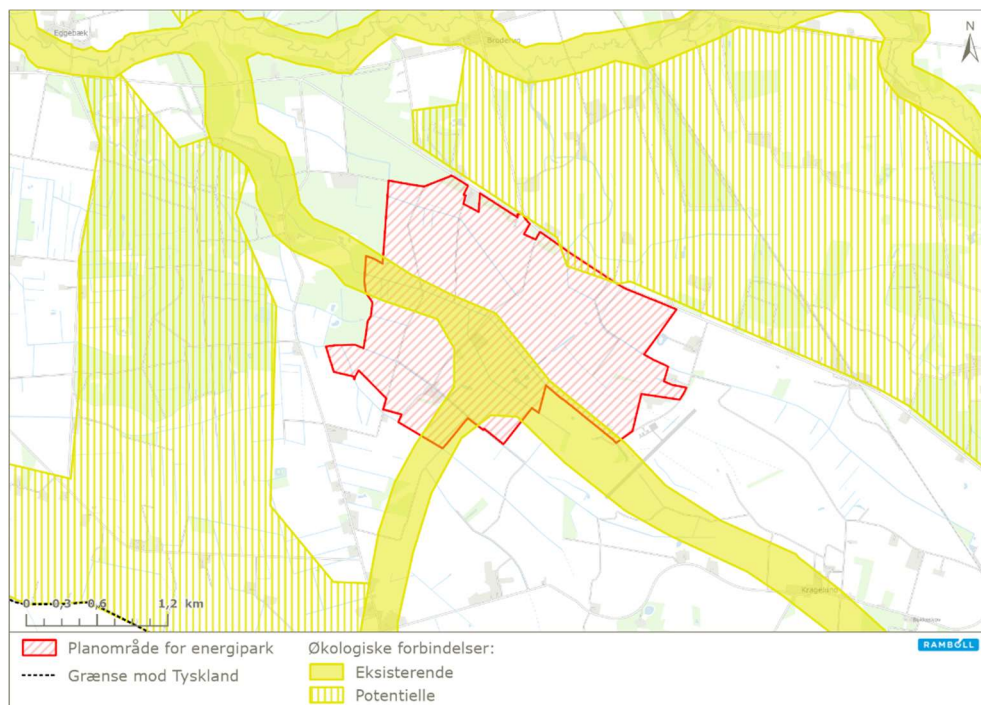 Eggebæk
Broderup
N
0 0,3 0,6 1,2 km
Planområde for energipark
Økologiske forbindelser:
RAMBOLL
Grænse mod Tyskland
Eksisterende
Potentielle